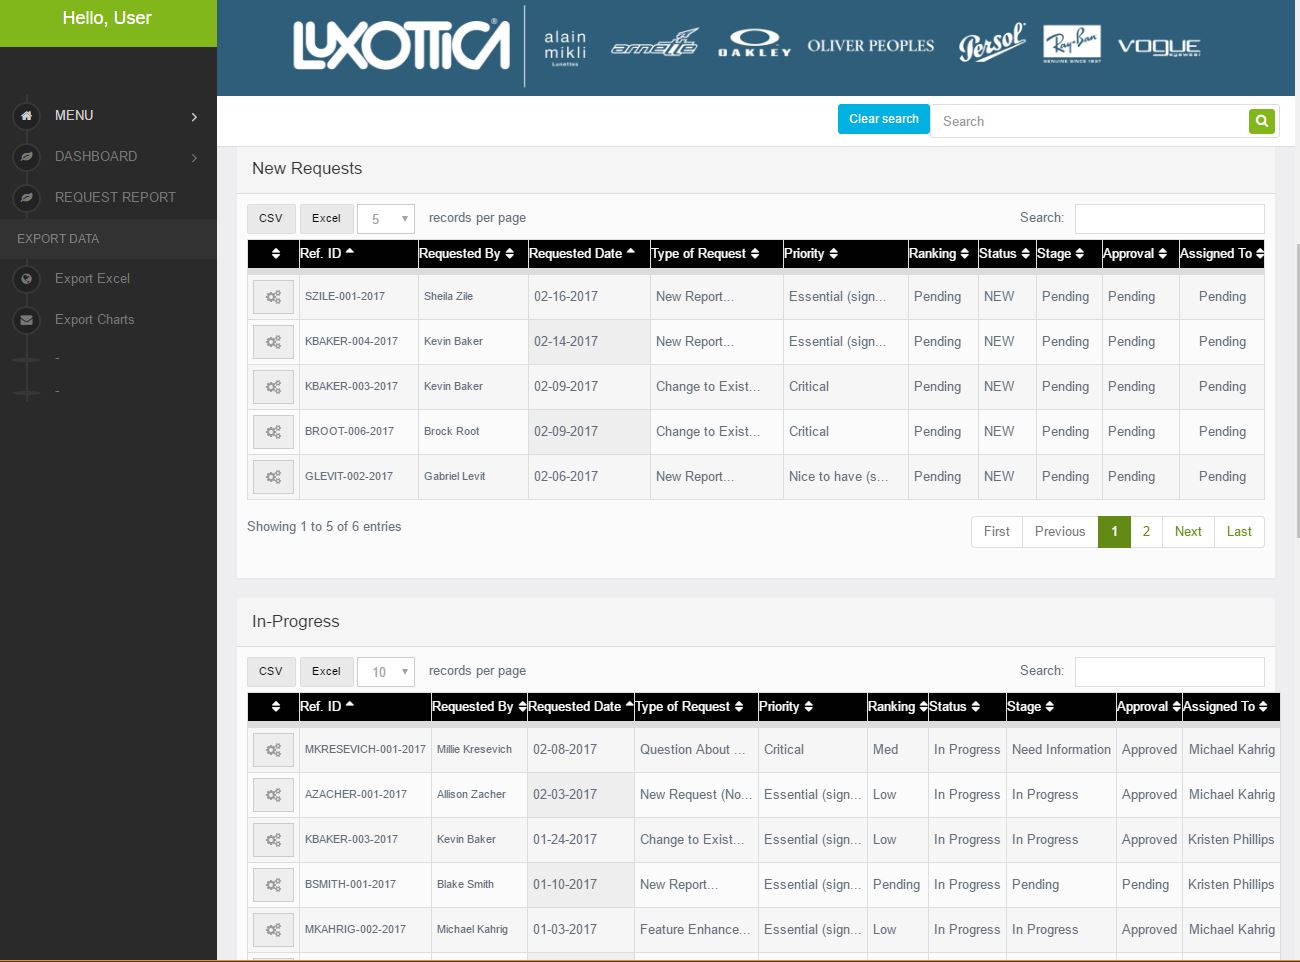 Hello, User
LUXOTTICA® alain mikli Lunettes arnette OAKLEY OLIVER PEOPLES Persol Ray-Ban GENUINE SINCE 1937 VOGUE eyewear
Clear search Search
MENU
DASHBOARD
REQUEST REPORT
EXPORT DATA
Export Excel
Export Charts
-
-
New Requests
CSV Excel 5 records per page Search:
Ref. ID Requested By Requested Date Type of Request Priority Ranking Status Stage Approval Assigned To
SZILE-001-2017 Sheila Zile 02-16-2017 New Report... Essential (sign... Pending NEW Pending Pending Pending
KBAKER-004-2017 Kevin Baker 02-14-2017 New Report... Essential (sign... Pending NEW Pending Pending Pending
KBAKER-003-2017 Kevin Baker 02-09-2017 Change to Exist... Critical Pending NEW Pending Pending Pending
BROOT-006-2017 Brock Root 02-09-2017 Change to Exist... Critical Pending NEW Pending Pending Pending
GLEVIT-002-2017 Gabriel Levit 02-06-2017 New Report... Nice to have (s... Pending NEW Pending Pending Pending
Showing 1 to 5 of 6 entries First Previous 1 2 Next Last
In-Progress
CSV Excel 10 records per page Search:
Ref. ID Requested By Requested Date Type of Request Priority Ranking Status Stage Approval Assigned To
MKRESEVICH-001-2017 Millie Kresevich 02-08-2017 Question About ... Critical Med In Progress Need Information Approved Michael Kahrig
AZACHER-001-2017 Allison Zacher 02-03-2017 New Request (No... Essential (sign... Low In Progress In Progress Approved Michael Kahrig
KBAKER-003-2017 Kevin Baker 01-24-2017 Change to Exist... Essential (sign... Low In Progress In Progress Approved Kristen Phillips
BSMITH-001-2017 Blake Smith 01-10-2017 New Report... Essential (sign... Pending In Progress Pending Pending Kristen Phillips
MKAHRIG-002-2017 Michael Kahrig 01-03-2017 Feature Enhance... Essential (sign... Low In Progress In Progress Approved Michael Kahrig